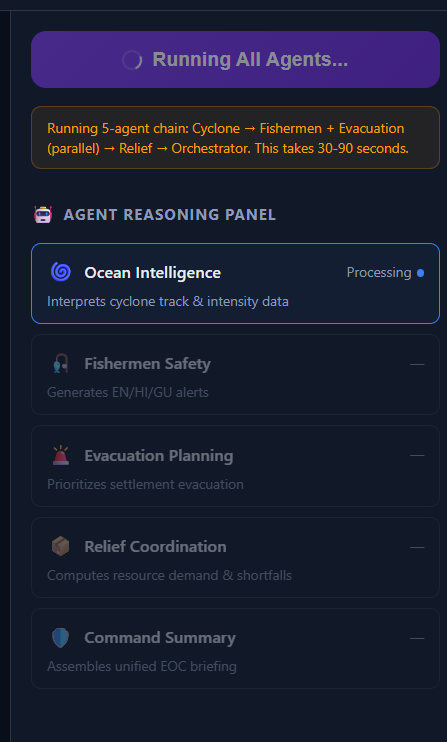 Running All Agents...
Running 5-agent chain: Cyclone → Fishermen + Evacuation
(parallel) → Relief → Orchestrator. This takes 30-90 seconds.
AGENT REASONING PANEL
Ocean Intelligence
Processing
Interprets cyclone track & intensity data
Fishermen Safety
—
Generates EN/HI/GU alerts
Evacuation Planning
—
Prioritizes settlement evacuation
Relief Coordination
—
Computes resource demand & shortfalls
Command Summary
—
Assembles unified EOC briefing